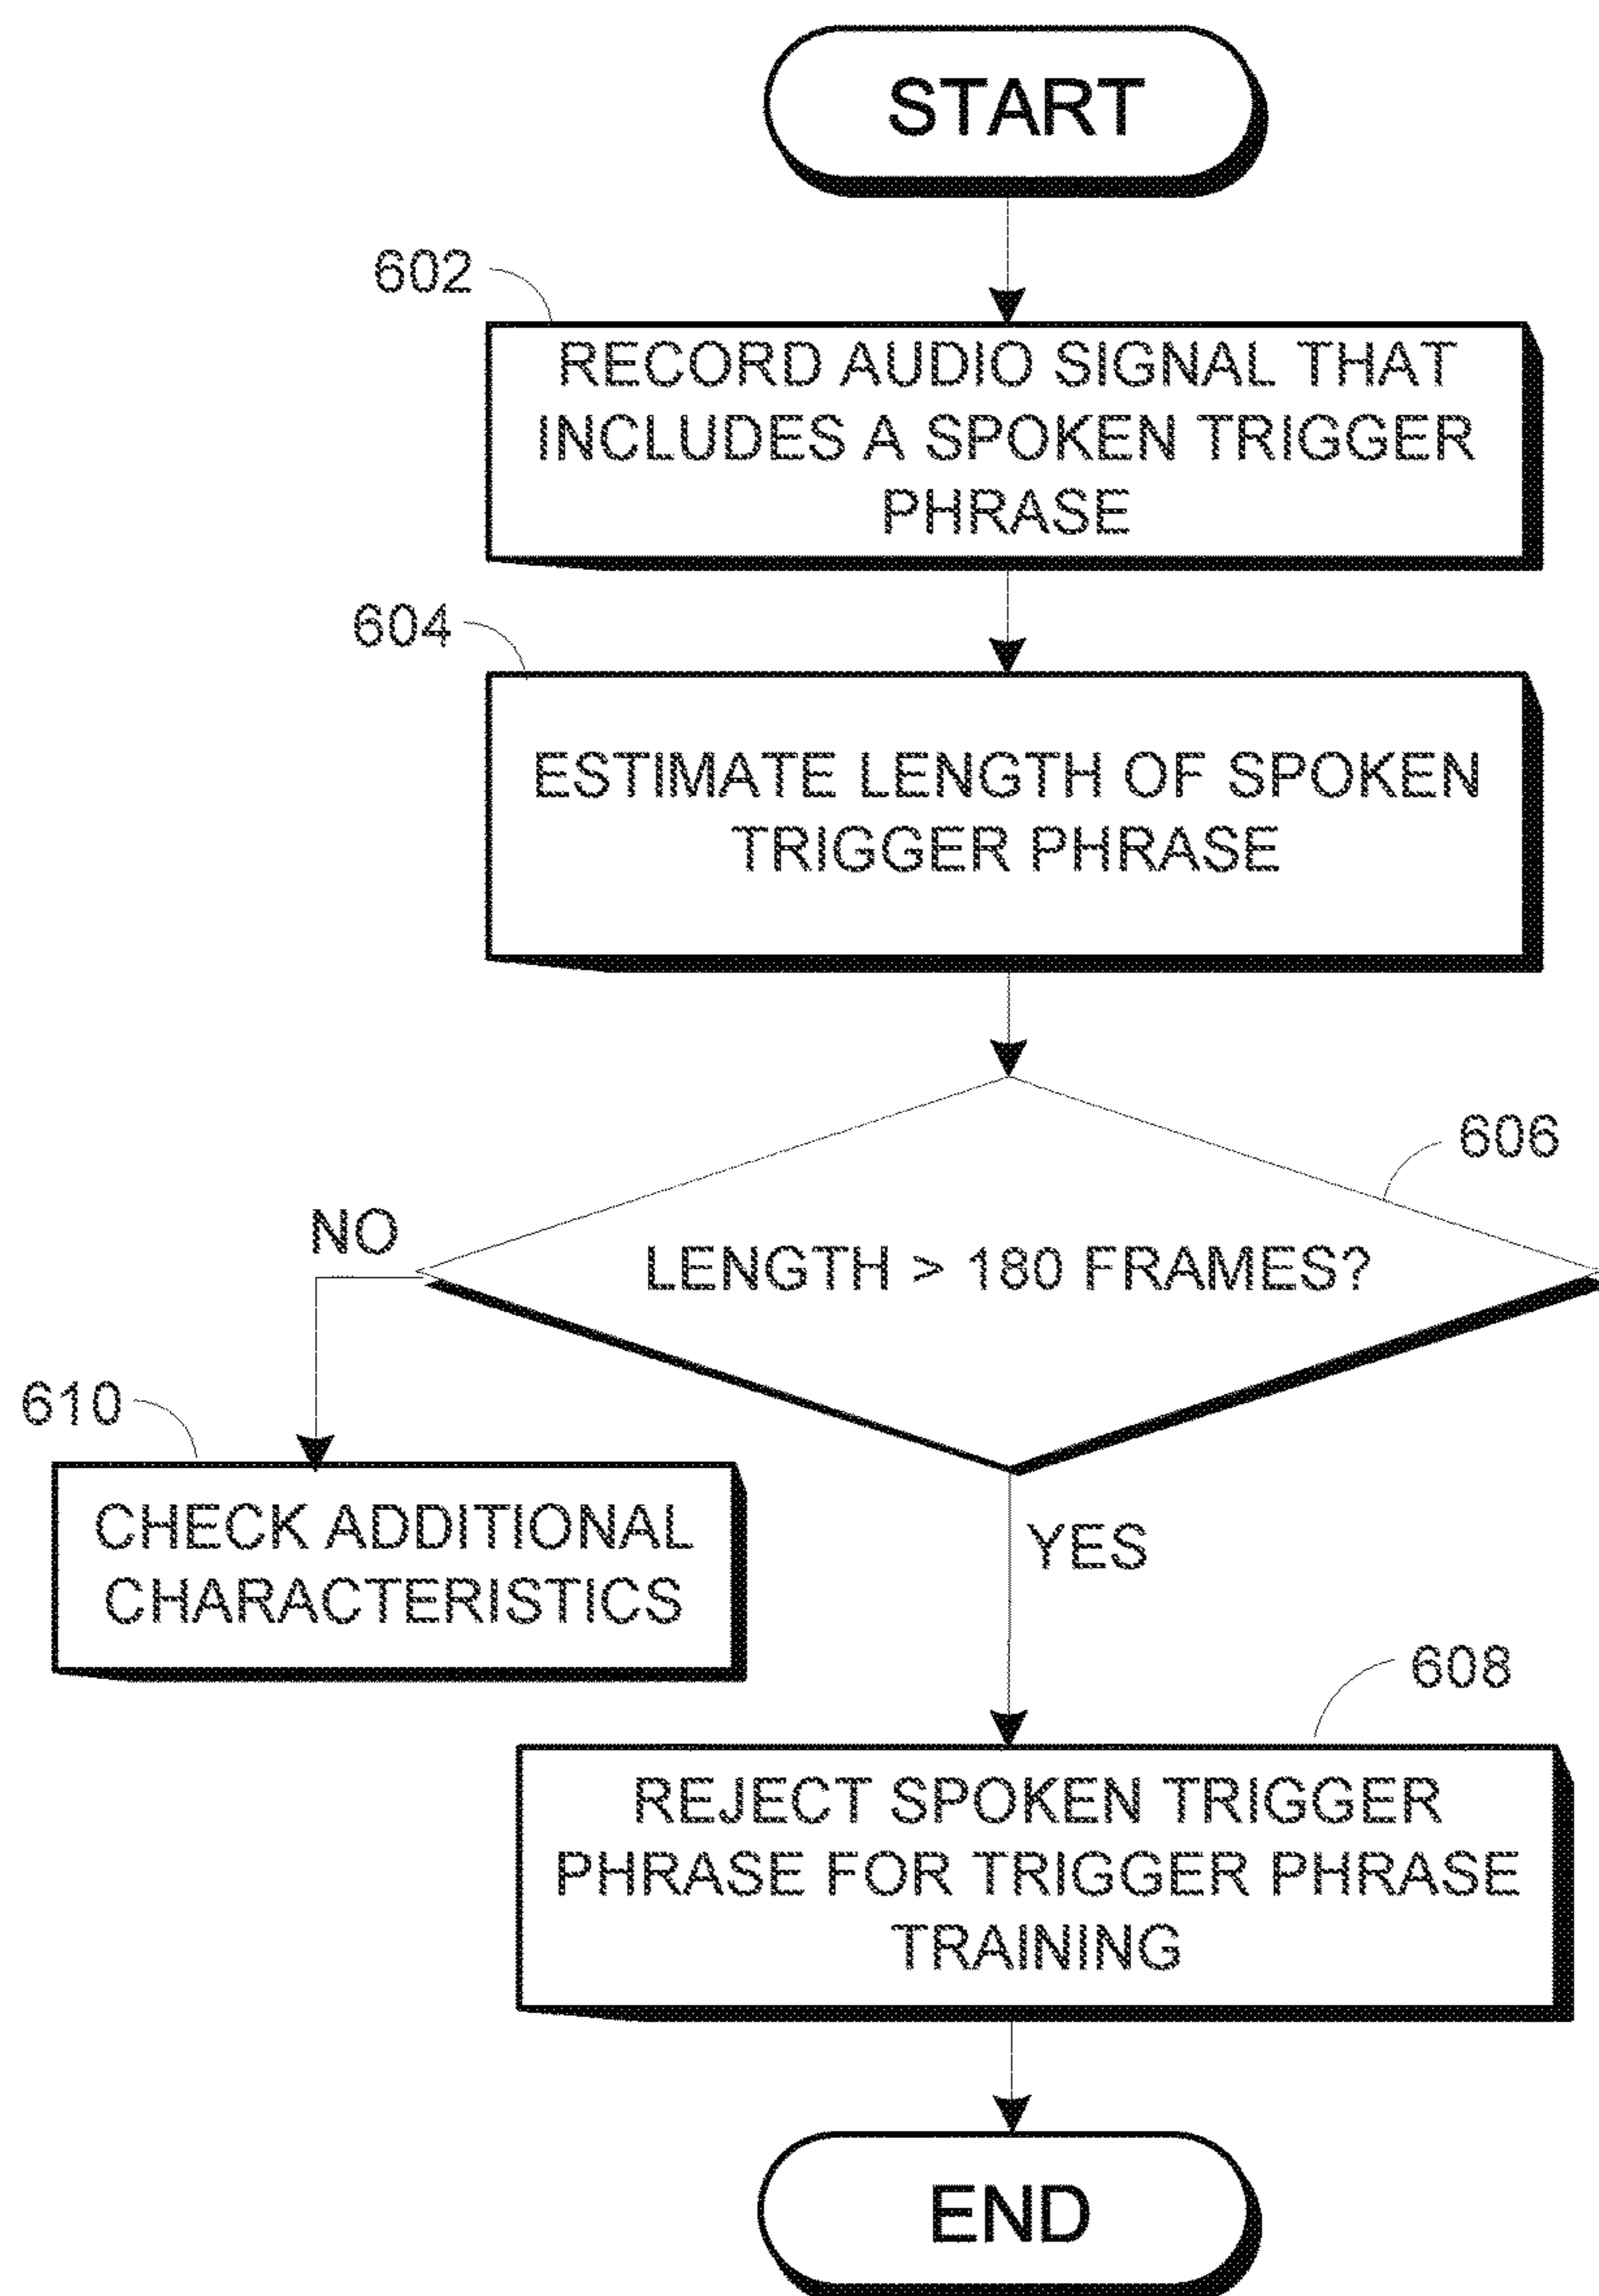 START
602
RECORD AUDIO SIGNAL THAT
INCLUDES A SPOKEN TRIGGER
PHRASE
604
ESTIMATE LENGTH OF SPOKEN
TRIGGER PHRASE
606
LENGTH > 180 FRAMES?
NO
610
CHECK ADDITIONAL
CHARACTERISTICS
YES
608
REJECT SPOKEN TRIGGER
PHRASE FOR TRIGGER PHRASE
TRAINING
END